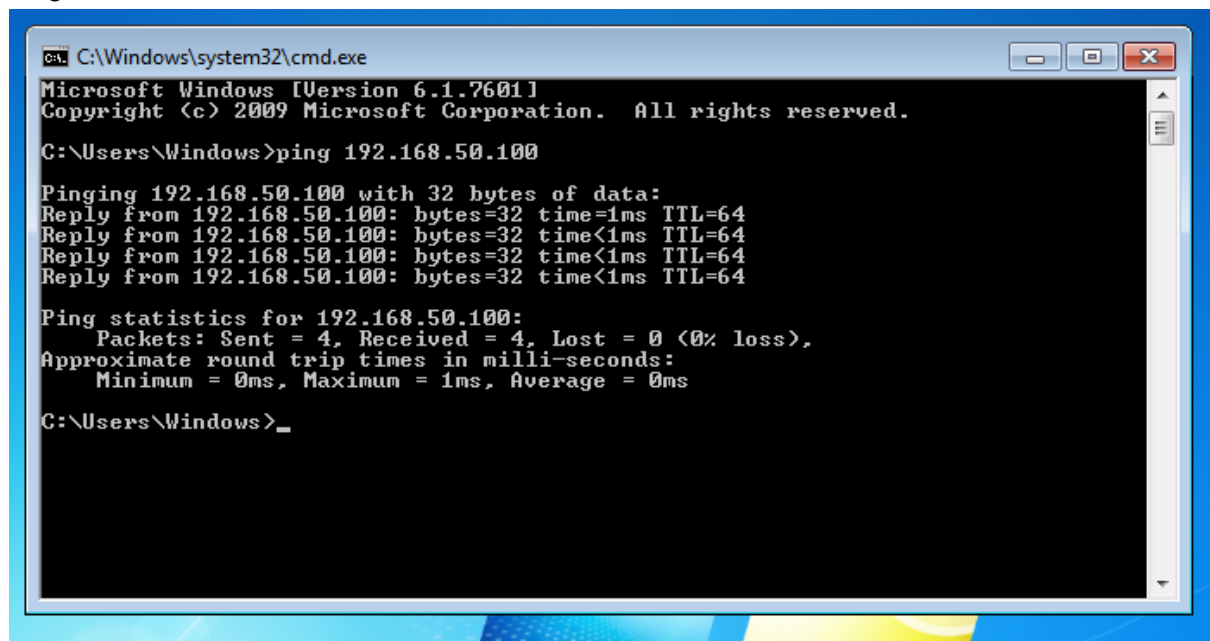 C:\Windows\system32\cmd.exe
Microsoft Windows [Version 6.1.7601]
Copyright (c) 2009 Microsoft Corporation.  All rights reserved.
C:\Users\Windows>ping 192.168.50.100
Pinging 192.168.50.100 with 32 bytes of data:
Reply from 192.168.50.100: bytes=32 time=1ms TTL=64
Reply from 192.168.50.100: bytes=32 time<1ms TTL=64
Reply from 192.168.50.100: bytes=32 time<1ms TTL=64
Reply from 192.168.50.100: bytes=32 time<1ms TTL=64
Ping statistics for 192.168.50.100:
    Packets: Sent = 4, Received = 4, Lost = 0 (0% loss),
Approximate round trip times in milli-seconds:
    Minimum = 0ms, Maximum = 1ms, Average = 0ms
C:\Users\Windows>_